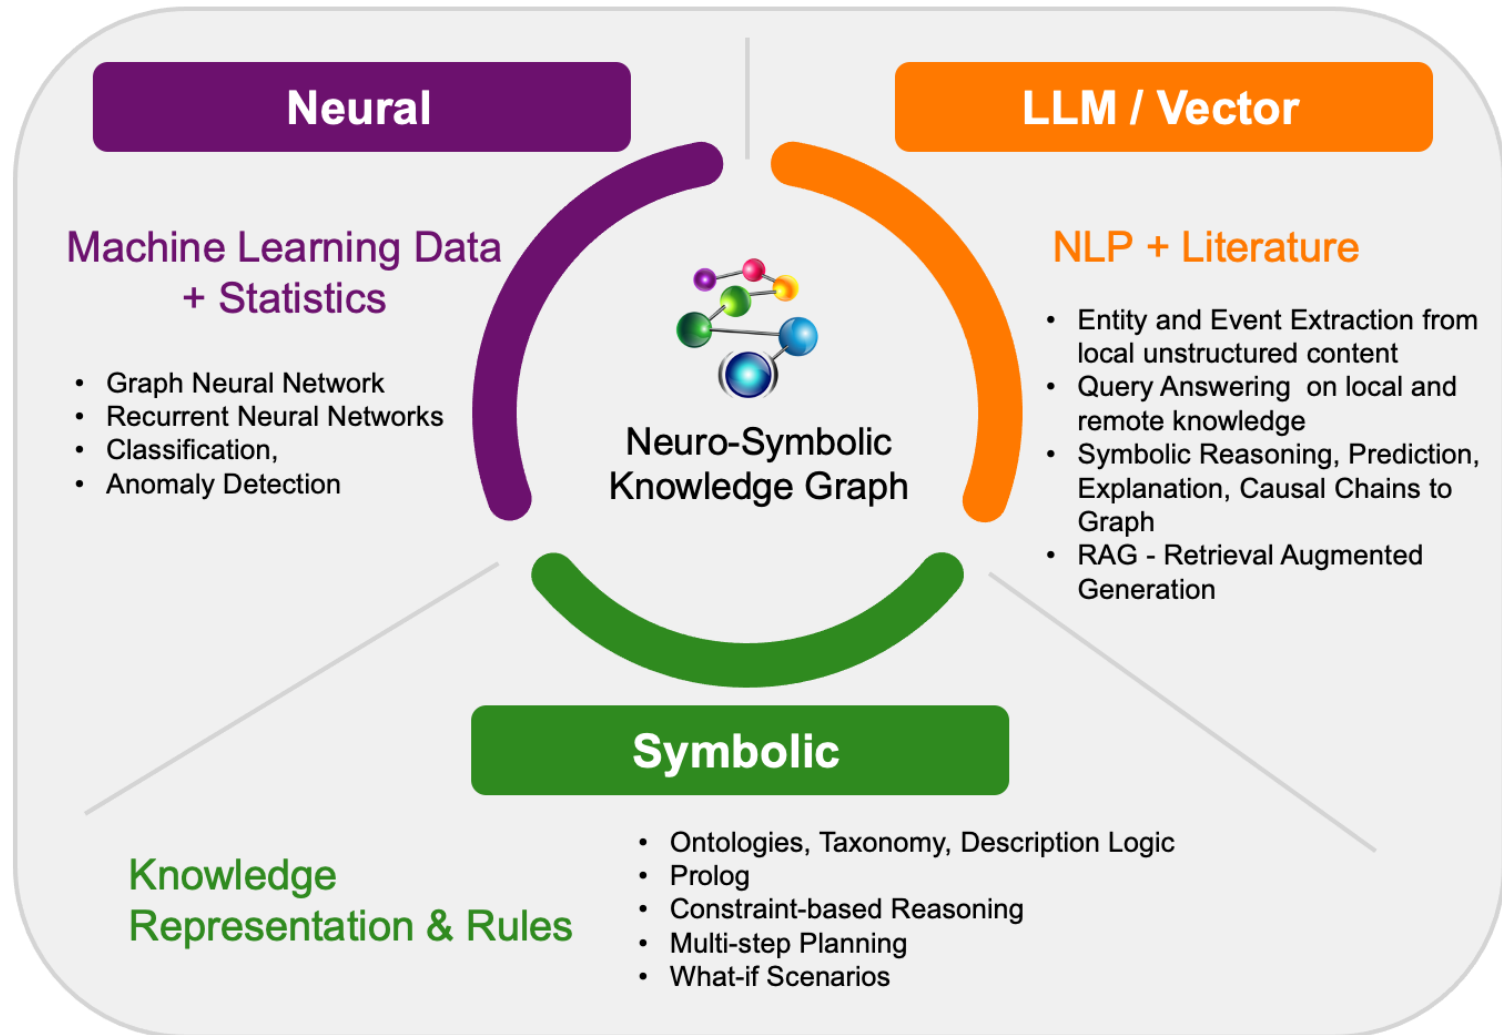 Neural
LLM / Vector
Machine Learning Data
+ Statistics
• Graph Neural Network
• Recurrent Neural Networks
• Classification,
• Anomaly Detection
NLP + Literature
• Entity and Event Extraction from
local unstructured content
• Query Answering  on local and
remote knowledge
• Symbolic Reasoning, Prediction,
Explanation, Causal Chains to
Graph
• RAG - Retrieval Augmented
Generation
Neuro-Symbolic
Knowledge Graph
Symbolic
Knowledge
Representation & Rules
• Ontologies, Taxonomy, Description Logic
• Prolog
• Constraint-based Reasoning
• Multi-step Planning
• What-if Scenarios